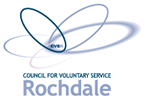 CVS
COUNCIL FOR VOLUNTARY SERVICE
Rochdale